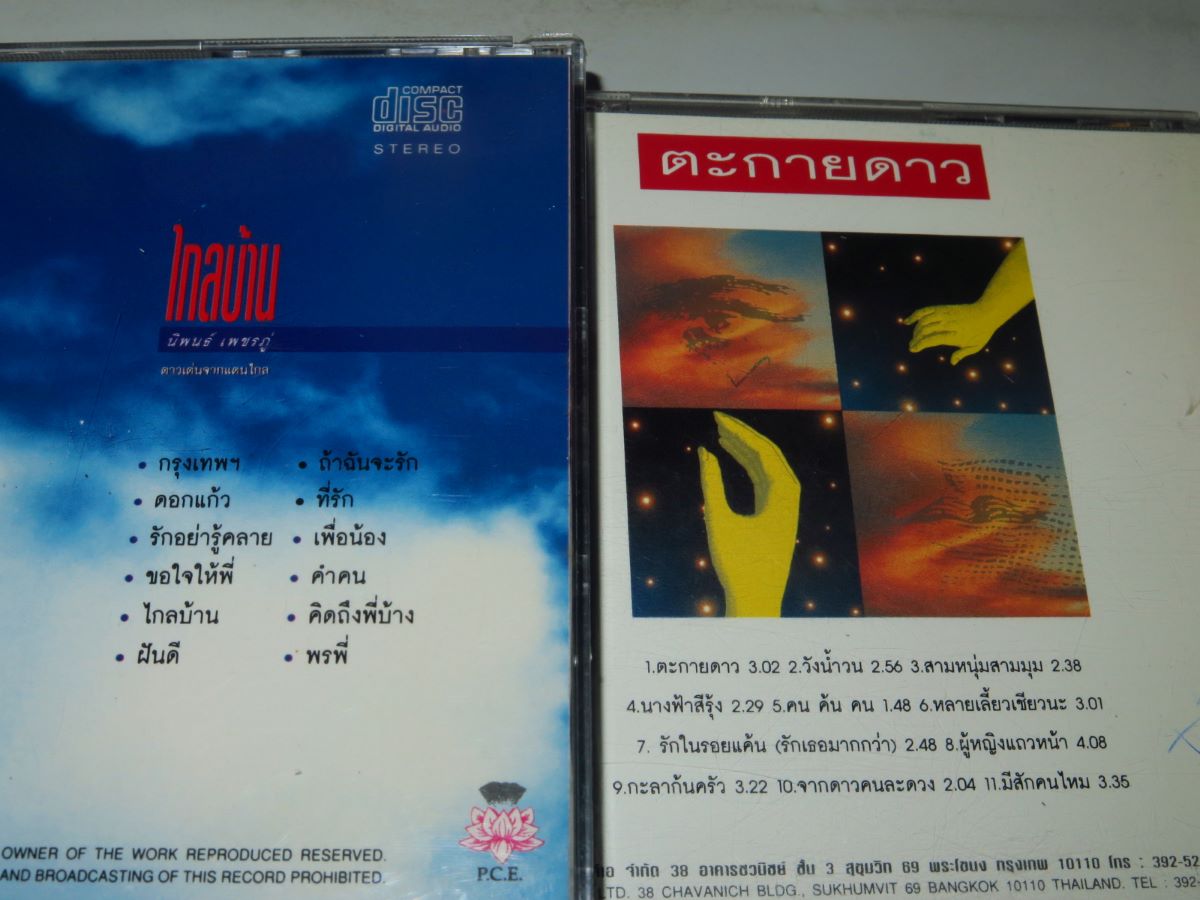 COMPACT
disc
DIGITAL AUDIO
STEREO
ไกลบ้าน
นิพนธ์ เพชรภู่
ดาวเด่นจากแดนไกล
• กรุงเทพฯ
• ดอกแก้ว
• รักอย่ารู้คลาย
• ขอใจให้พี่
• ไกลบ้าน
• ฝันดี
• ถ้าฉันจะรัก
• ที่รัก
• เพื่อน้อง
• คำคน
• คิดถึงพี่บ้าง
• พรพี่
P.C.E.
OWNER OF THE WORK REPRODUCED RESERVED.
AND BROADCASTING OF THIS RECORD PROHIBITED.
ตะกายดาว
1.ตะกายดาว 3.02 2.วังน้ำวน 2.56 3.สามหนุ่มสามมุม 2.38
4.นางฟ้าสีรุ้ง 2.29 5.คน ค้น คน 1.48 6.หลายเลี้ยวเชียวนะ 3.01
7. รักในรอยแค้น (รักเธอมากกว่า) 2.48 8.ผู้หญิงแถวหน้า 4.08
9.กะลาก้นครัว 3.22 10.จากดาวคนละดวง 2.04 11.มีสักคนไหม 3.35
จำกัด 38 อาคารชวนิชย์ ชั้น 3 สุขุมวิท 69 พระโขนง กรุงเทพ 10110 โทร : 392-52
TD. 38 CHAVANICH BLDG., SUKHUMVIT 69 BANGKOK 10110 THAILAND. TEL : 392-